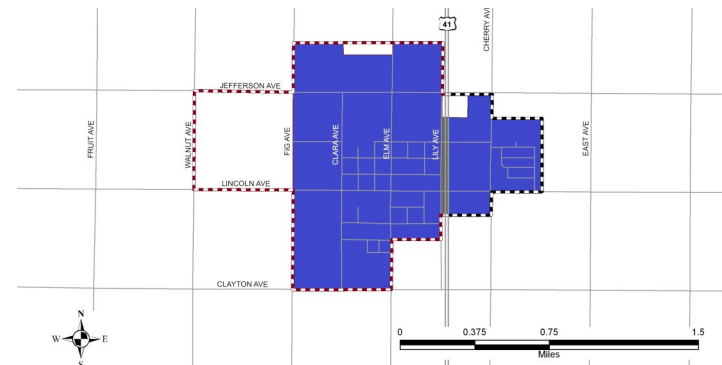 41
CHERRY AVE
JEFFERSON AVE
FRUIT AVE
WALNUT AVE
FIG AVE
CLARA AVE
ELM AVE
LILY AVE
EAST AVE
LINCOLN AVE
CLAYTON AVE
N
W E
S
0 0.375 0.75 1.5
Miles